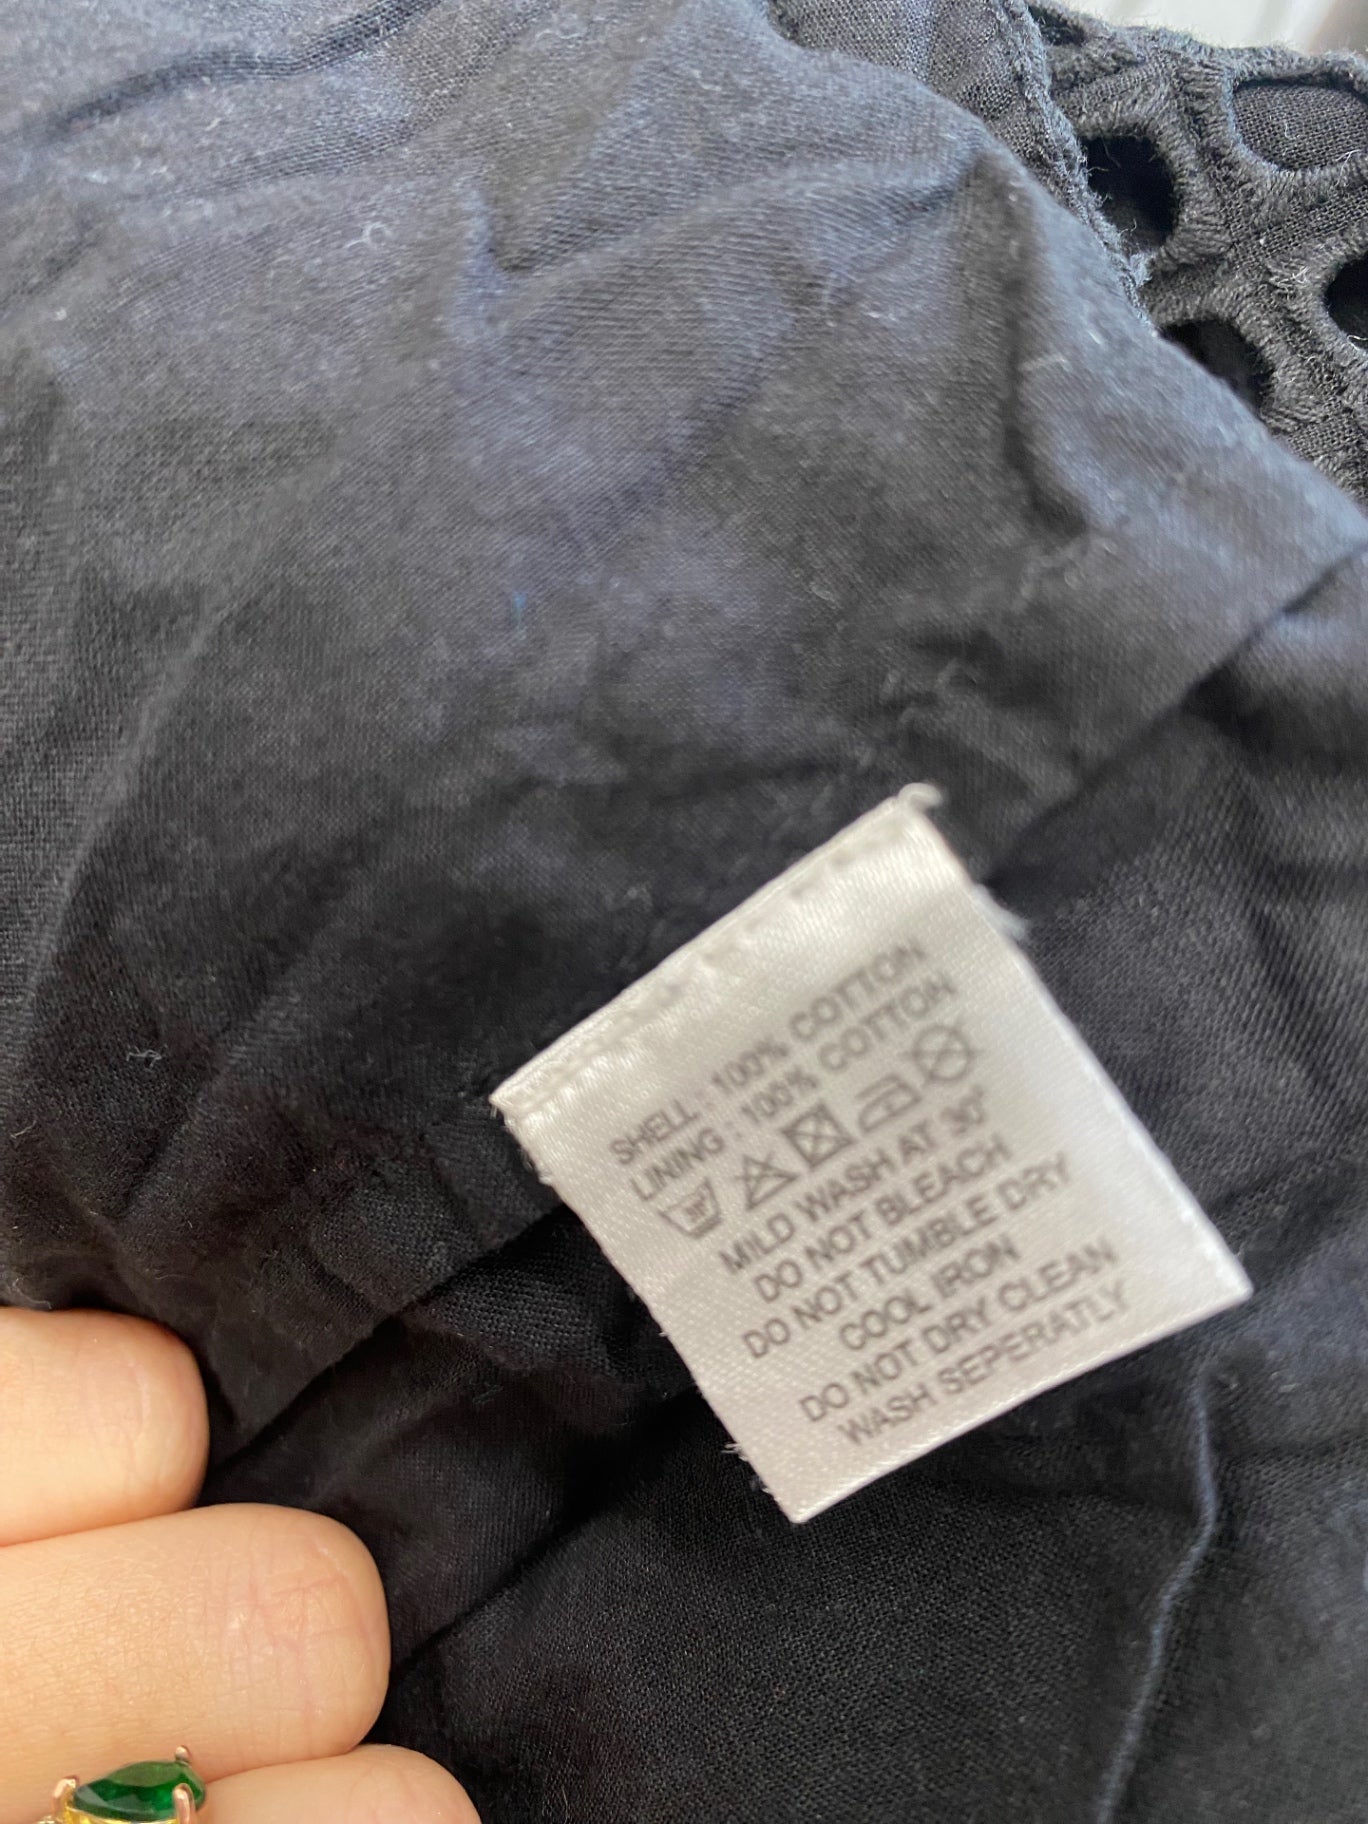 SHELL : 100% COTTON
LINING : 100% COTTON
30°
MILD WASH AT 30°
DO NOT BLEACH
DO NOT TUMBLE DRY
COOL IRON
DO NOT DRY CLEAN
WASH SEPERATLY